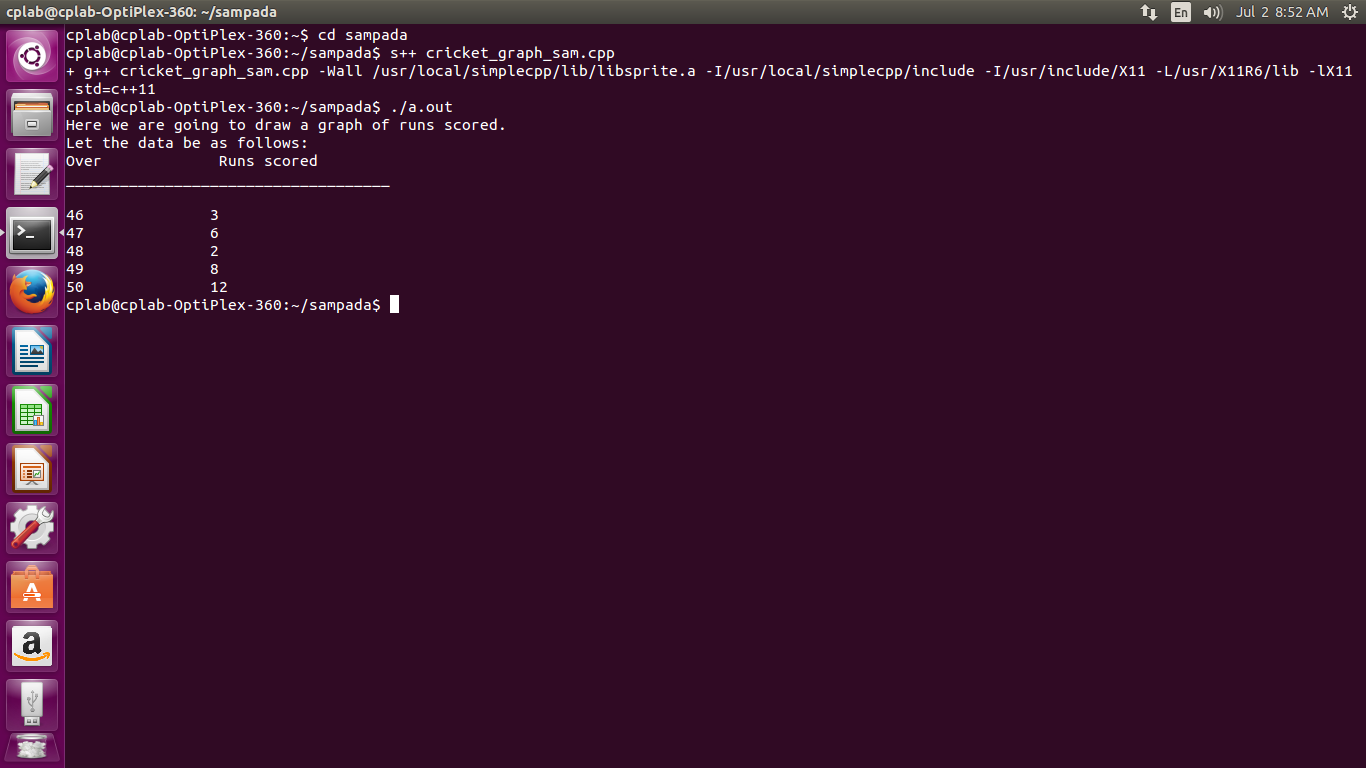 cplab@cplab-OptiPlex-360: ~/sampada
En
Jul 2 8:52 AM
cplab@cplab-OptiPlex-360:~$ cd sampada
cplab@cplab-OptiPlex-360:~/sampada$ s++ cricket_graph_sam.cpp
+ g++ cricket_graph_sam.cpp -Wall /usr/local/simplecpp/lib/libsprite.a -I/usr/local/simplecpp/include -I/usr/include/X11 -L/usr/X11R6/lib -lX11
-std=c++11
cplab@cplab-OptiPlex-360:~/sampada$ ./a.out
Here we are going to draw a graph of runs scored.
Let the data be as follows:
Over             Runs scored
____________________________________
46              3
47              6
48              2
49              8
50              12
cplab@cplab-OptiPlex-360:~/sampada$